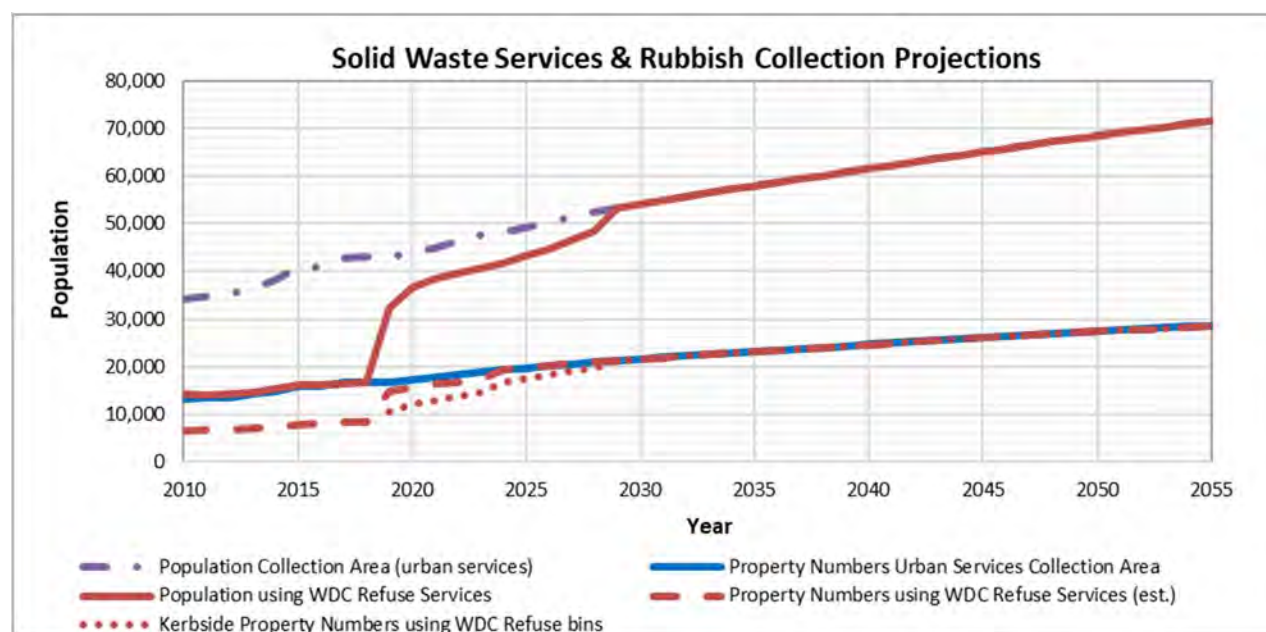 Solid Waste Services & Rubbish Collection Projections
80,000
70,000
60,000
50,000
40,000
30,000
20,000
10,000
0
Population
2010 2015 2020 2025 2030 2035 2040 2045 2050 2055
Year
Population Collection Area (urban services)
Property Numbers Urban Services Collection Area
Population using WDC Refuse Services
Property Numbers using WDC Refuse Services (est.)
Kerbside Property Numbers using WDC Refuse bins